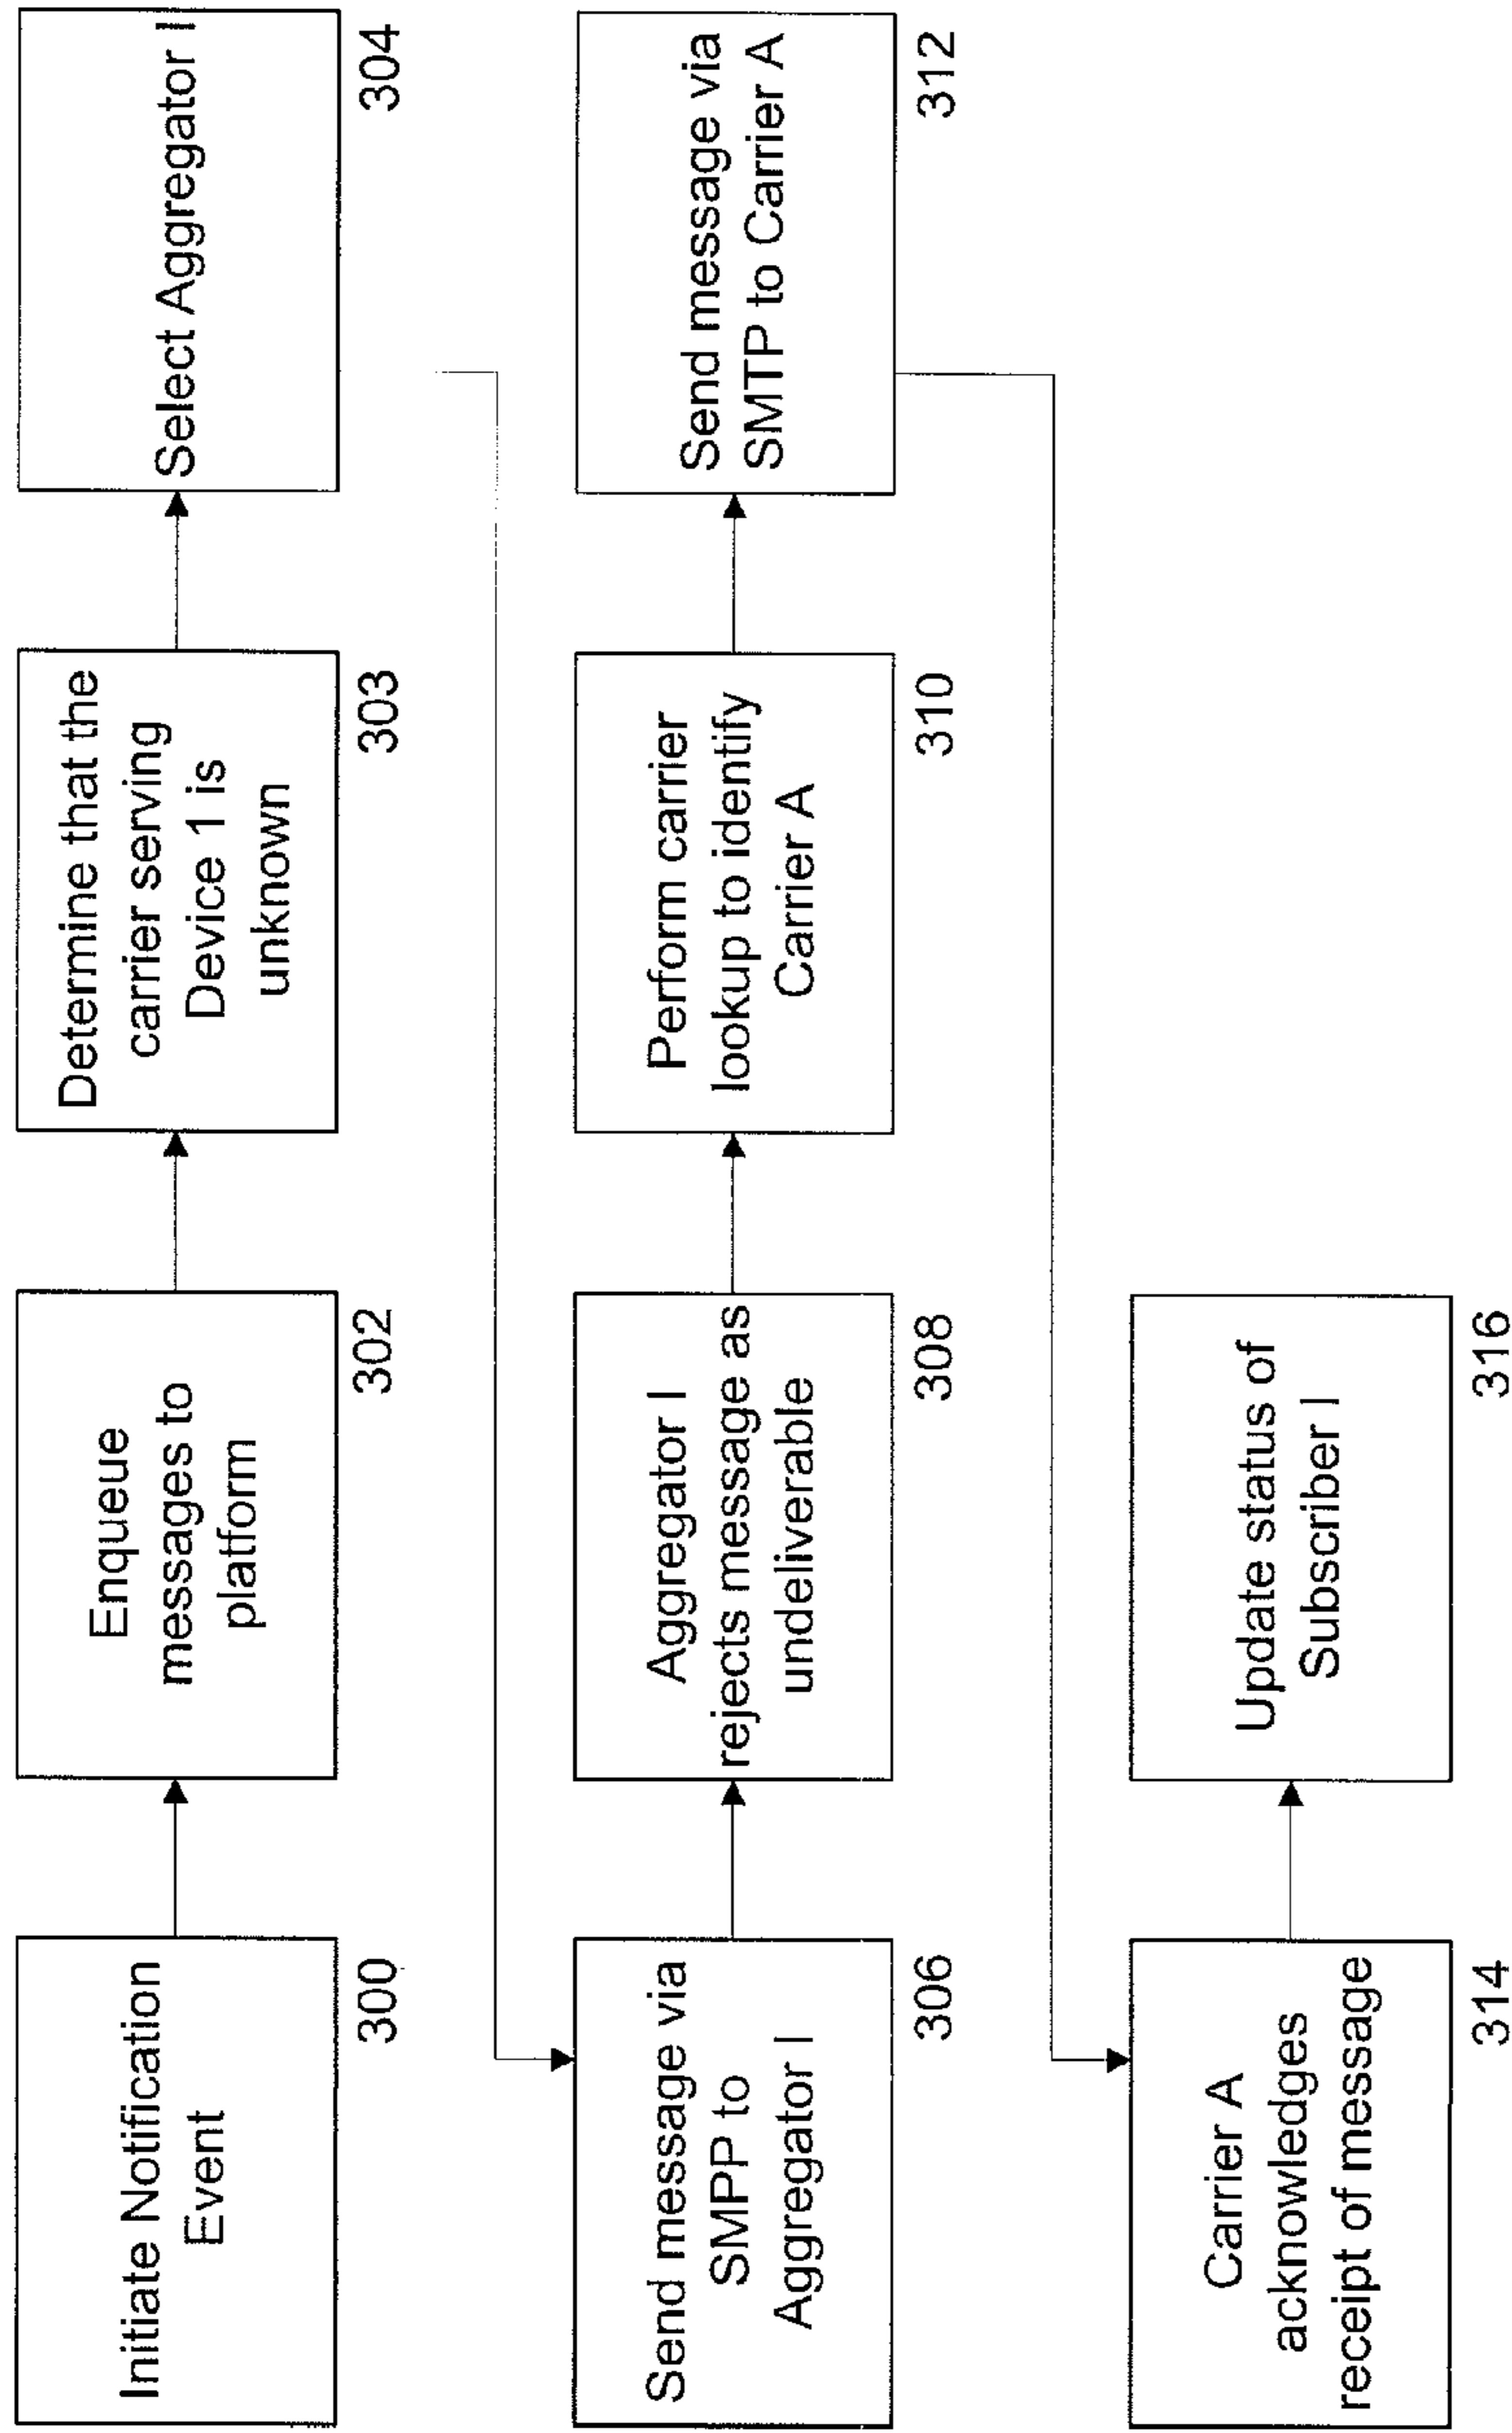 Initiate Notification
Event
300
Enqueue
messages to
platform
302
Determine that the
carrier serving
Device 1 is
unknown
303
Select Aggregator I
304
Send message via
SMPP to
Aggregator I
306
Aggregator I
rejects message as
undeliverable
308
Perform carrier
lookup to identify
Carrier A
310
Send message via
SMTP to Carrier A
312
Carrier A
acknowledges
receipt of message
314
Update status of
Subscriber I
316